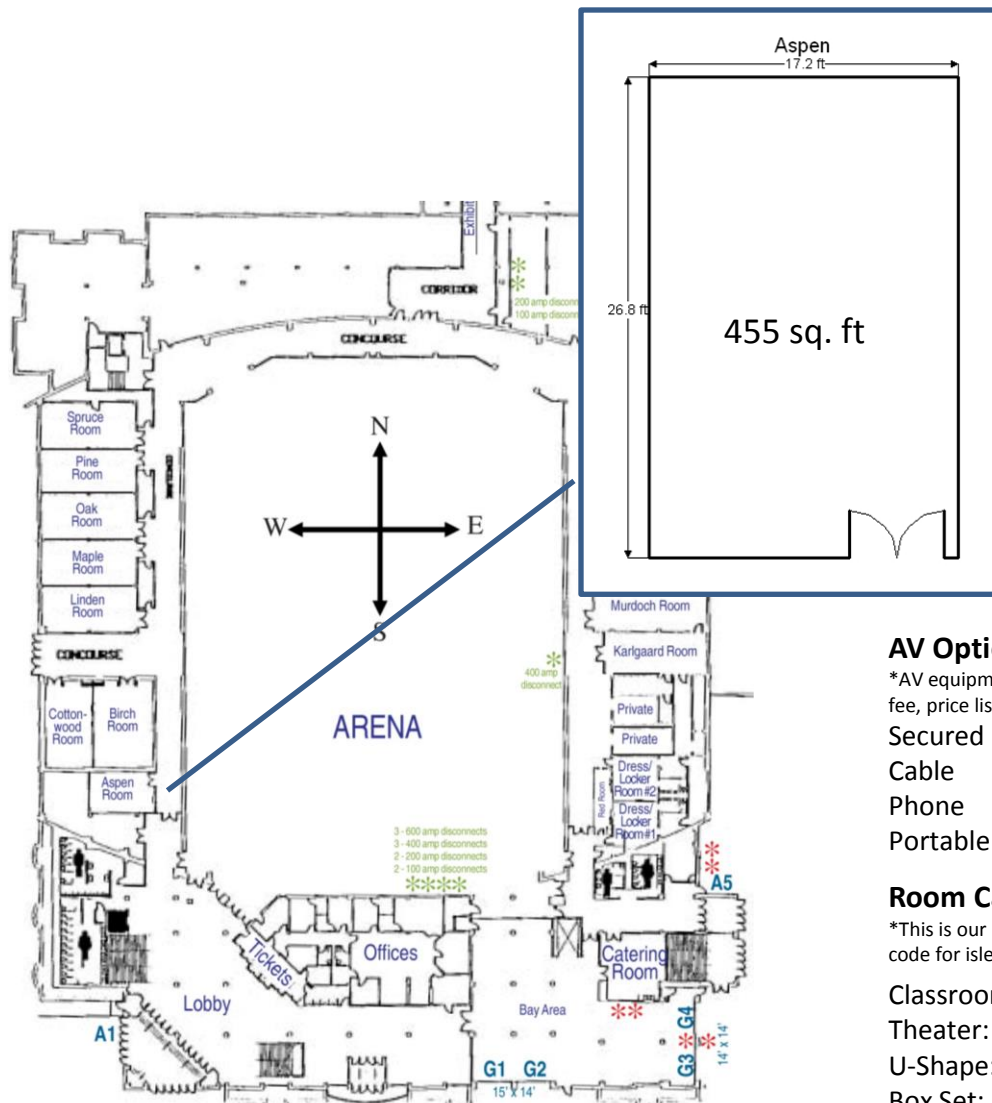 Aspen
17.2 ft
26.8 ft
455 sq. ft
Exhibit
200 amp disconn
100 amp disconn
CORRIDOR
CONCOURSE
Spruce
Room
Pine
Room
Oak
Room
Maple
Room
Linden
Room
CONCOURSE
CONCOURSE
N
W
E
S
Murdoch Room
Karlgaard Room
400 amp
disconnect
Private
Private
Dress/
Locker
Room #2
Dress/
Locker
Room #1
Red Room
Cotton-
wood
Room
Birch
Room
Aspen
Room
ARENA
3 - 600 amp disconnects
3 - 400 amp disconnects
2 - 200 amp disconnects
2 - 100 amp disconnects
****
A5
Tickets
Offices
Catering
Room
Lobby
Bay Area
A1
G1
G2
15' x 14'
G4
G3
14' x 14'
AV Opti
*AV equipm
fee, price lis
Secured
Cable
Phone
Portable
Room Ca
*This is our
code for isle
Classroo
Theater:
U-Shape:
Box Set: